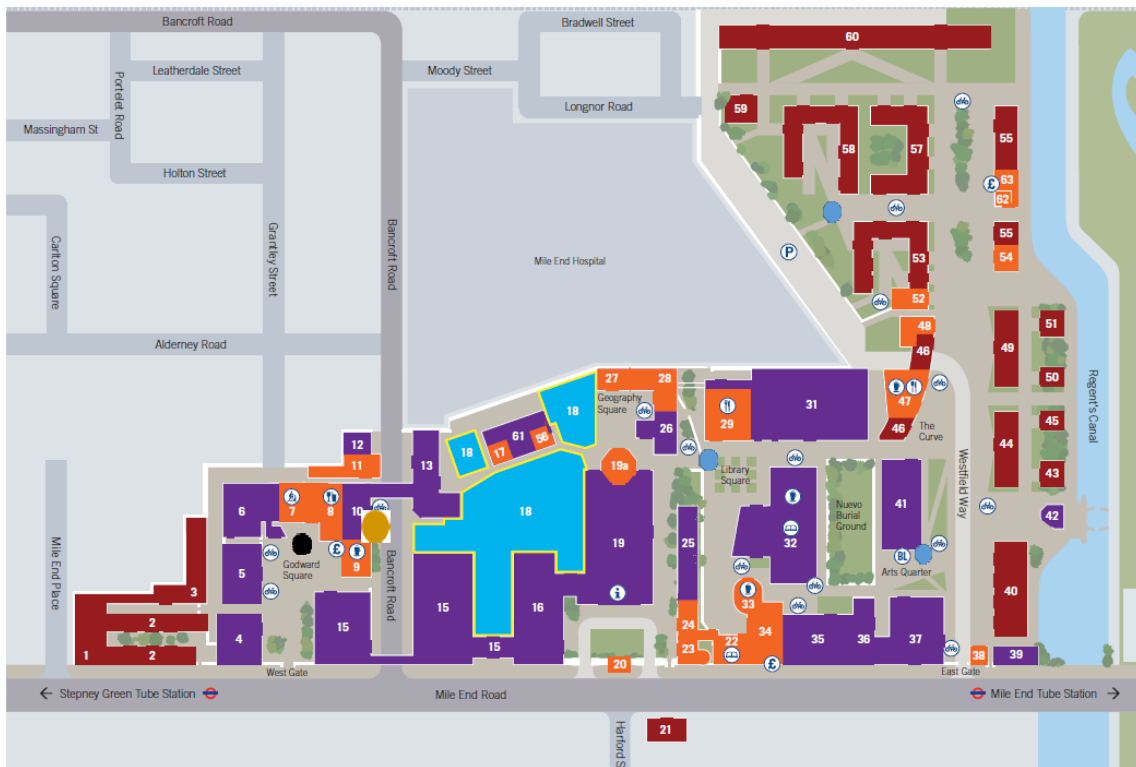 Bancroft Road
Bradwell Street
60
Leatherdale Street
Moody Street
Portelet Road
Longnor Road
59
55
Massingham St
58
57
Holton Street
63
£
62
Grantley Street
Bancroft Road
Carlton Square
55
P
53
54
Mile End Hospital
52
51
48
Alderney Road
46
49
50
Regent's Canal
27
28
Geography
Square
18
31
47
29
26
46
The
Curve
45
44
61
56
17
18
12
11
13
19a
Library
Square
43
Westfield Way
6
7
8
10
18
19
25
32
Nuevo
Burial
Ground
41
42
£
9
Godward
Square
5
BL
Arts Quarter
Mile End Place
3
Bancroft Road
i
33
40
2
4
15
15
16
24
34
35
36
37
22
15
23
1
2
20
£
38
39
West Gate
East Gate
← Stepney Green Tube Station
Mile End Road
Mile End Tube Station →
21
Harford S